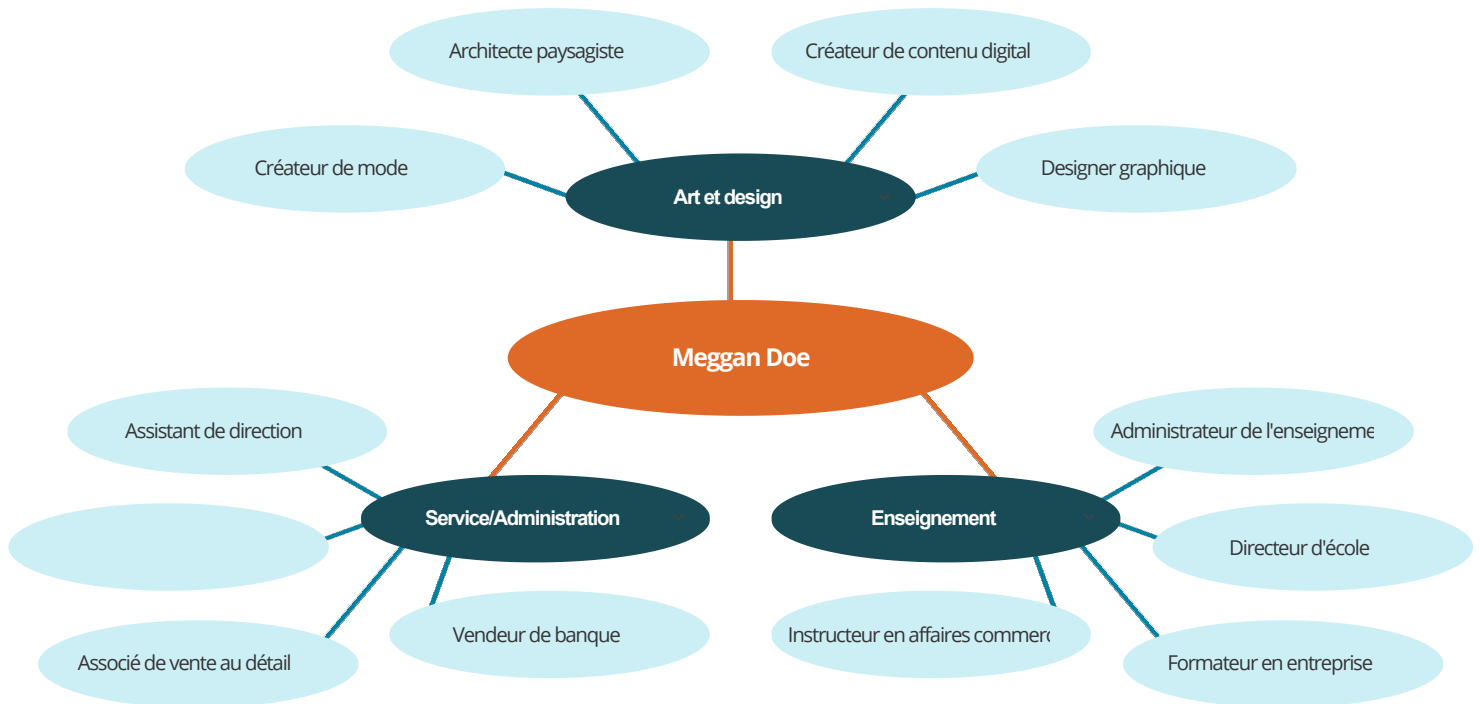 Architecte paysagiste
Créateur de contenu digital
Créateur de mode
Designer graphique
Art et design
Meggan Doe
Assistant de direction
Administrateur de l'enseigneme
Service/Administration
Enseignement
Directeur d'école
Vendeur de banque
Instructeur en affaires commerc
Associé de vente au détail
Formateur en entreprise